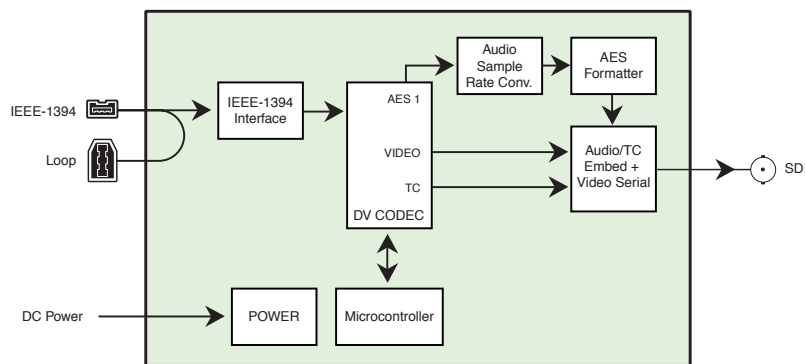 IEEE-1394
Loop
IEEE-1394
Interface
AES 1
VIDEO
TC
DV CODEC
Audio
Sample
Rate Conv.
AES
Formatter
Audio/TC
Embed +
Video Serial
SDI
DC Power
POWER
Microcontroller